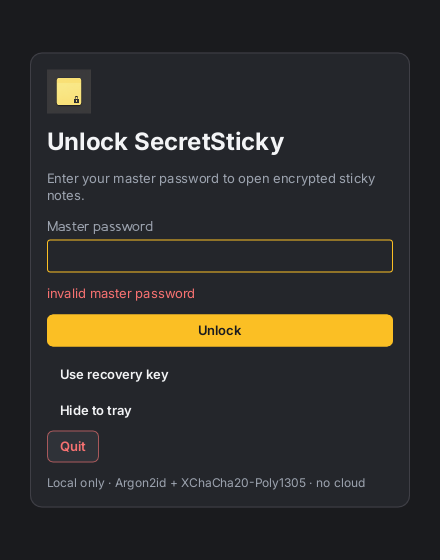 Unlock SecretSticky
Enter your master password to open encrypted sticky
notes.
Master password
invalid master password
Unlock
Use recovery key
Hide to tray
Quit
Local only · Argon2id + XChaCha20-Poly1305 · no cloud